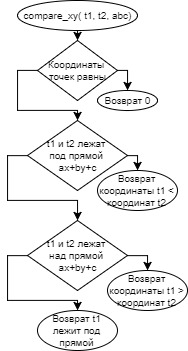 compare_xy( t1, t2, abc)
Координаты
точек равны
Возврат 0
t1 и t2 лежат
под прямой
ax+by+c
Возврат
координаты t1 <
координат t2
t1 и t2 лежат
над прямой
ax+by+c
Возврат
координаты t1 >
координат t2
Возврат t1
лежит под
прямой